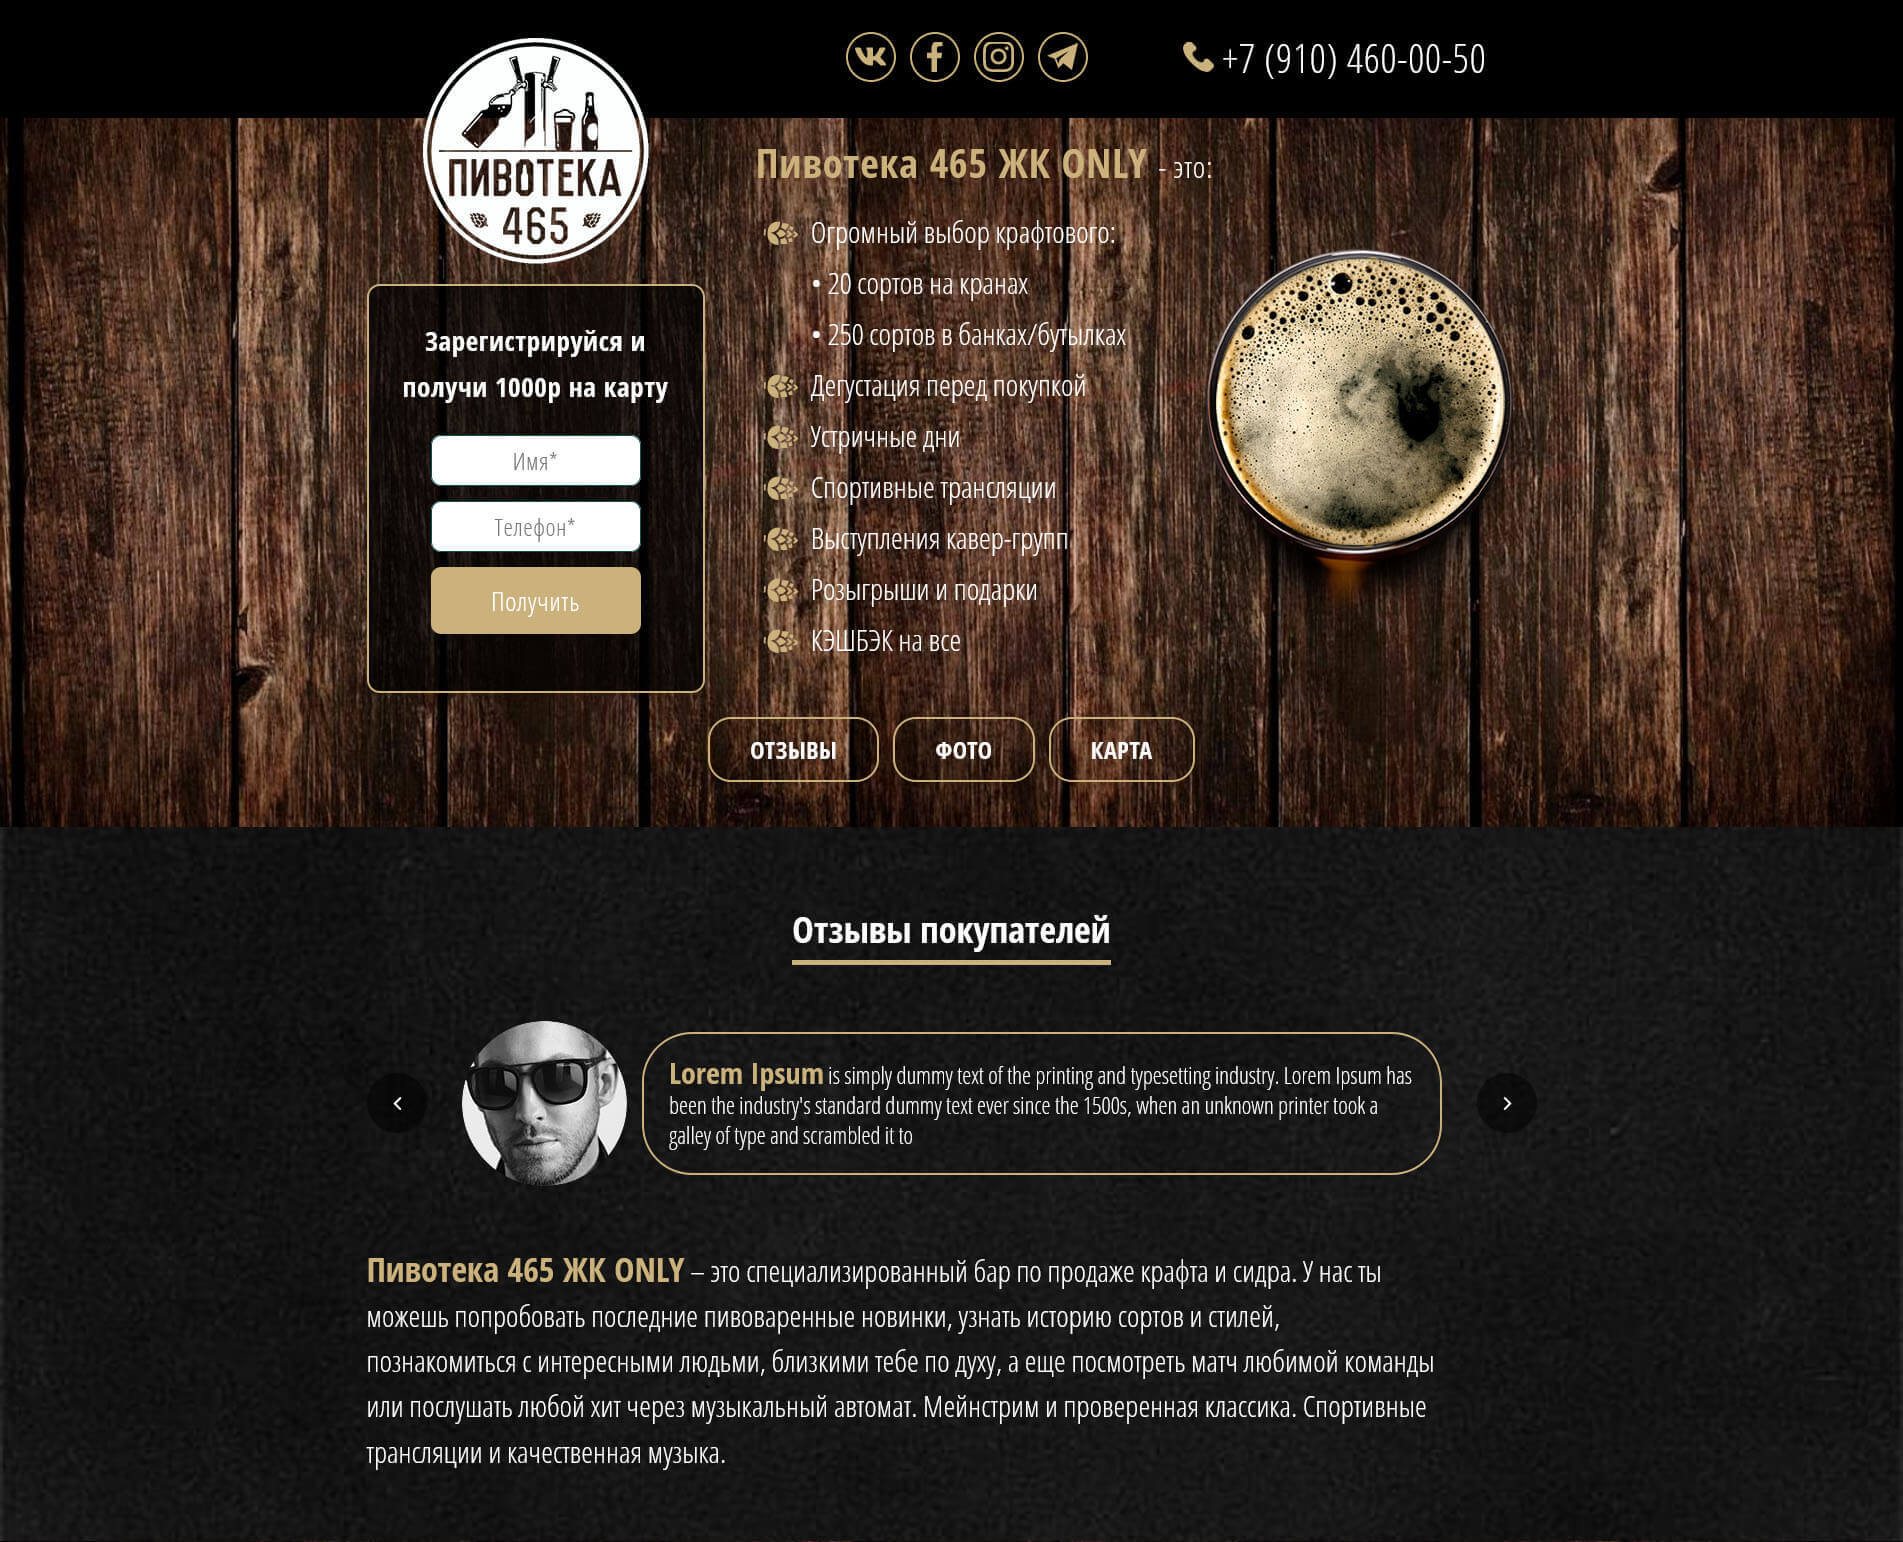 +7 (910) 460-00-50
ПИВОТЕКА
465
Пивотека 465 ЖК ONLY - это:
Огромный выбор крафтового:
• 20 сортов на кранах
• 250 сортов в банках/бутылках
Дегустация перед покупкой
Устричные дни
Спортивные трансляции
Выступления кавер-групп
Розыгрыши и подарки
КЭШБЭК на все
Зарегистрируйся и
получи 1000р на карту
Имя*
Телефон*
Получить
ОТЗЫВЫ
ФОТО
КАРТА
Отзывы покупателей
Lorem Ipsum is simply dummy text of the printing and typesetting industry. Lorem Ipsum has
been the industry's standard dummy text ever since the 1500s, when an unknown printer took a
galley of type and scrambled it to
Пивотека 465 ЖК ONLY – это специализированный бар по продаже крафта и сидра. У нас ты
можешь попробовать последние пивоваренные новинки, узнать историю сортов и стилей,
познакомиться с интересными людьми, близкими тебе по духу, а еще посмотреть матч любимой команды
или послушать любой хит через музыкальный автомат. Мейнстрим и проверенная классика. Спортивные
трансляции и качественная музыка.